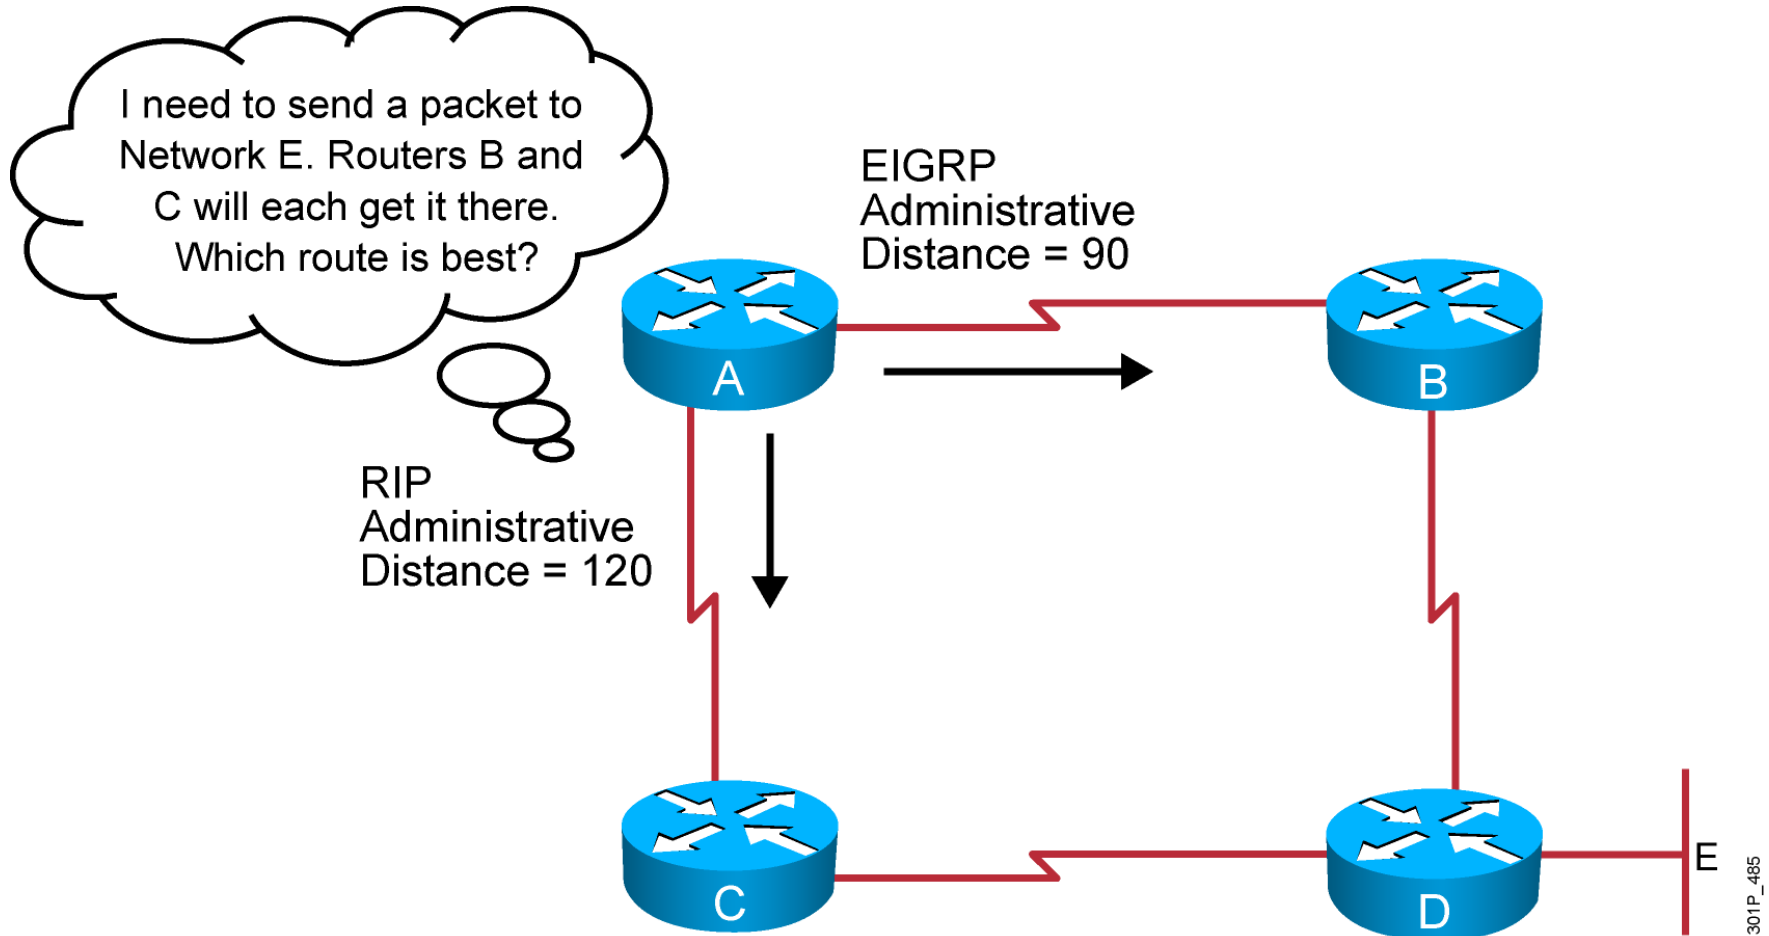 I need to send a packet to
Network E. Routers B and
C will each get it there.
Which route is best?
EIGRP
Administrative
Distance = 90
A
B
RIP
Administrative
Distance = 120
C
D
E
301P_485